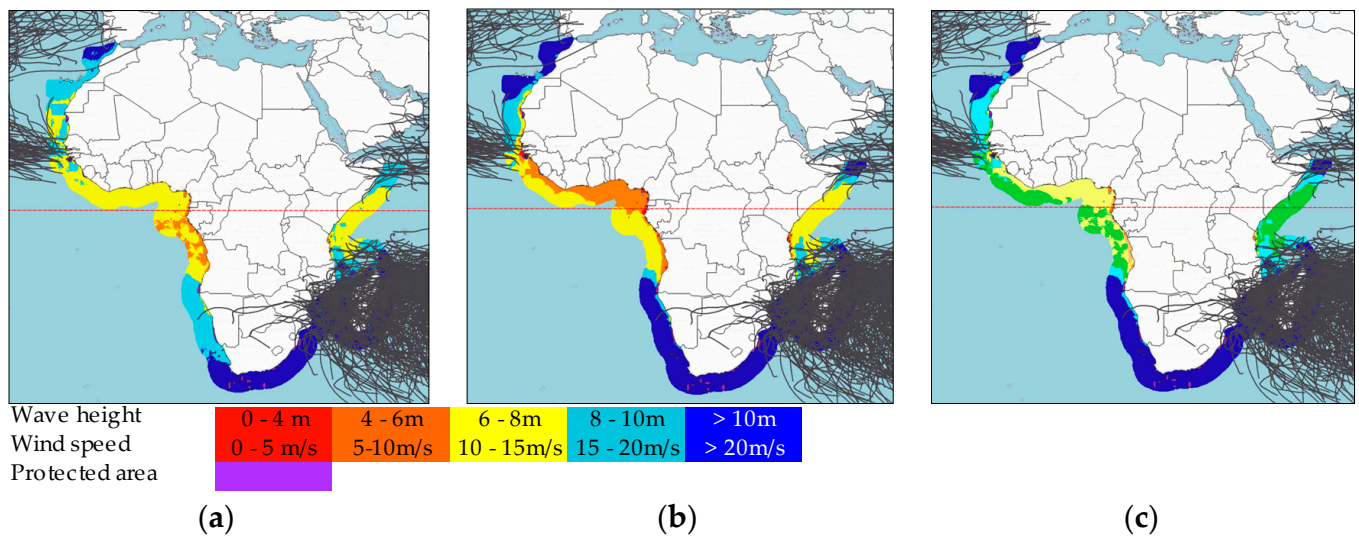 Wave height 0 - 4 m 4 - 6m 6 - 8m 8 - 10m > 10m
Wind speed 0 - 5 m/s 5-10m/s 10 - 15m/s 15 - 20m/s > 20m/s
Protected area
(a) (b) (c)